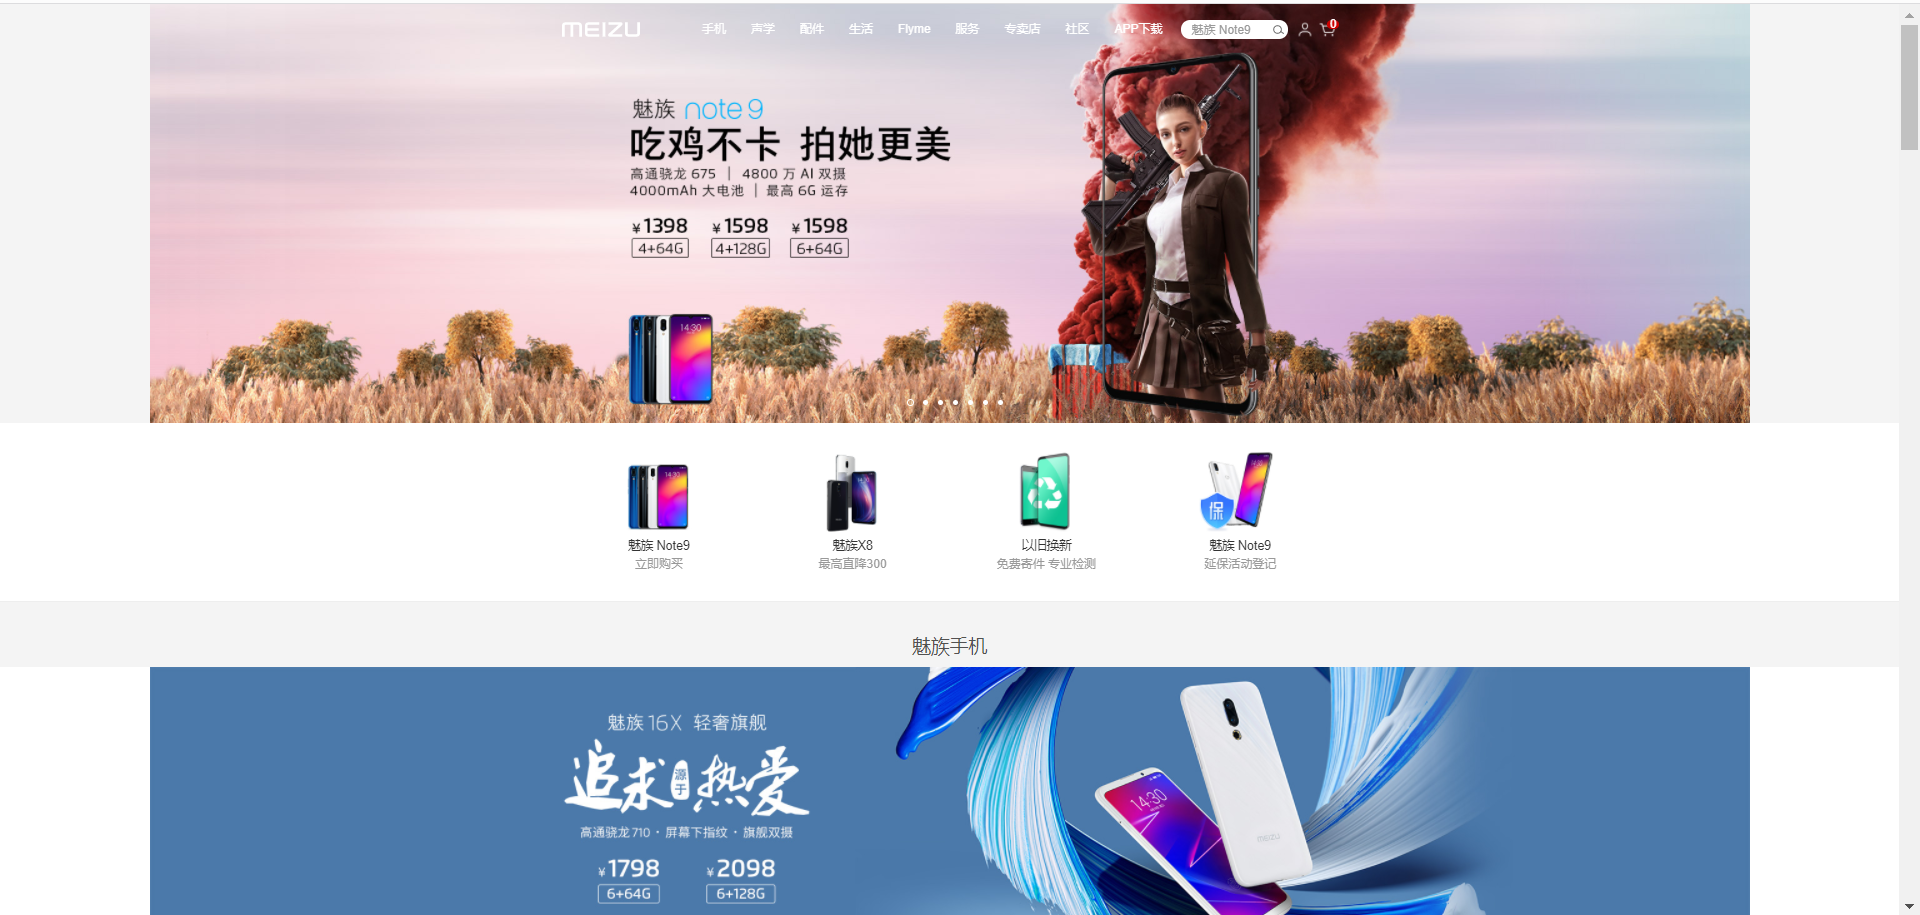 MEIZU 手机 声学 配件 生活 Flyme 服务 专卖店 社区 APP下载 魅族 Note9 0
魅族 note 9
吃鸡不卡 拍她更美
高通骁龙 675 | 4800 万 AI 双摄
4000mAh 大电池 | 最高 6G 运存
¥1398 ¥1598 ¥1598
4+64G 4+128G 6+64G
14:30
14:30
14:30
保
魅族 Note9 魅族X8 以旧换新 魅族 Note9
立即购买 最高直降300 免费寄件 专业检测 延保活动登记
魅族手机
魅族 16X 轻奢旗舰
追求源于热爱
高通骁龙 710 · 屏幕下指纹 · 旗舰双摄
¥1798 ¥2098
6+64G 6+128G
14:30
MEIZU